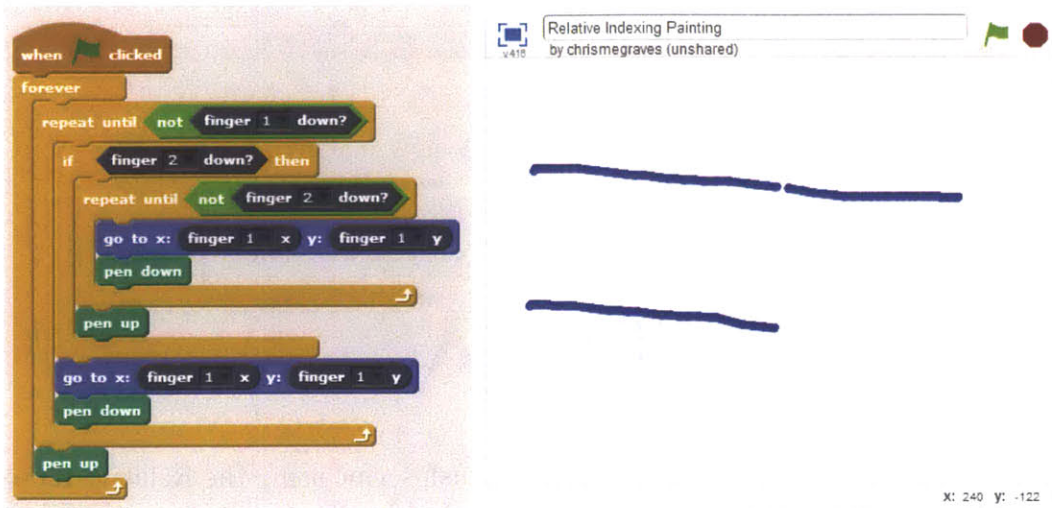 when clicked
forever
repeat until not finger 1 down?
if finger 2 down? then
repeat until not finger 2 down?
go to x: finger 1 x y: finger 1 y
pen down
pen up
go to x: finger 1 x y: finger 1 y
pen down
pen up
v418
Relative Indexing Painting
by chrismegraves (unshared)
x: 240 y: -122